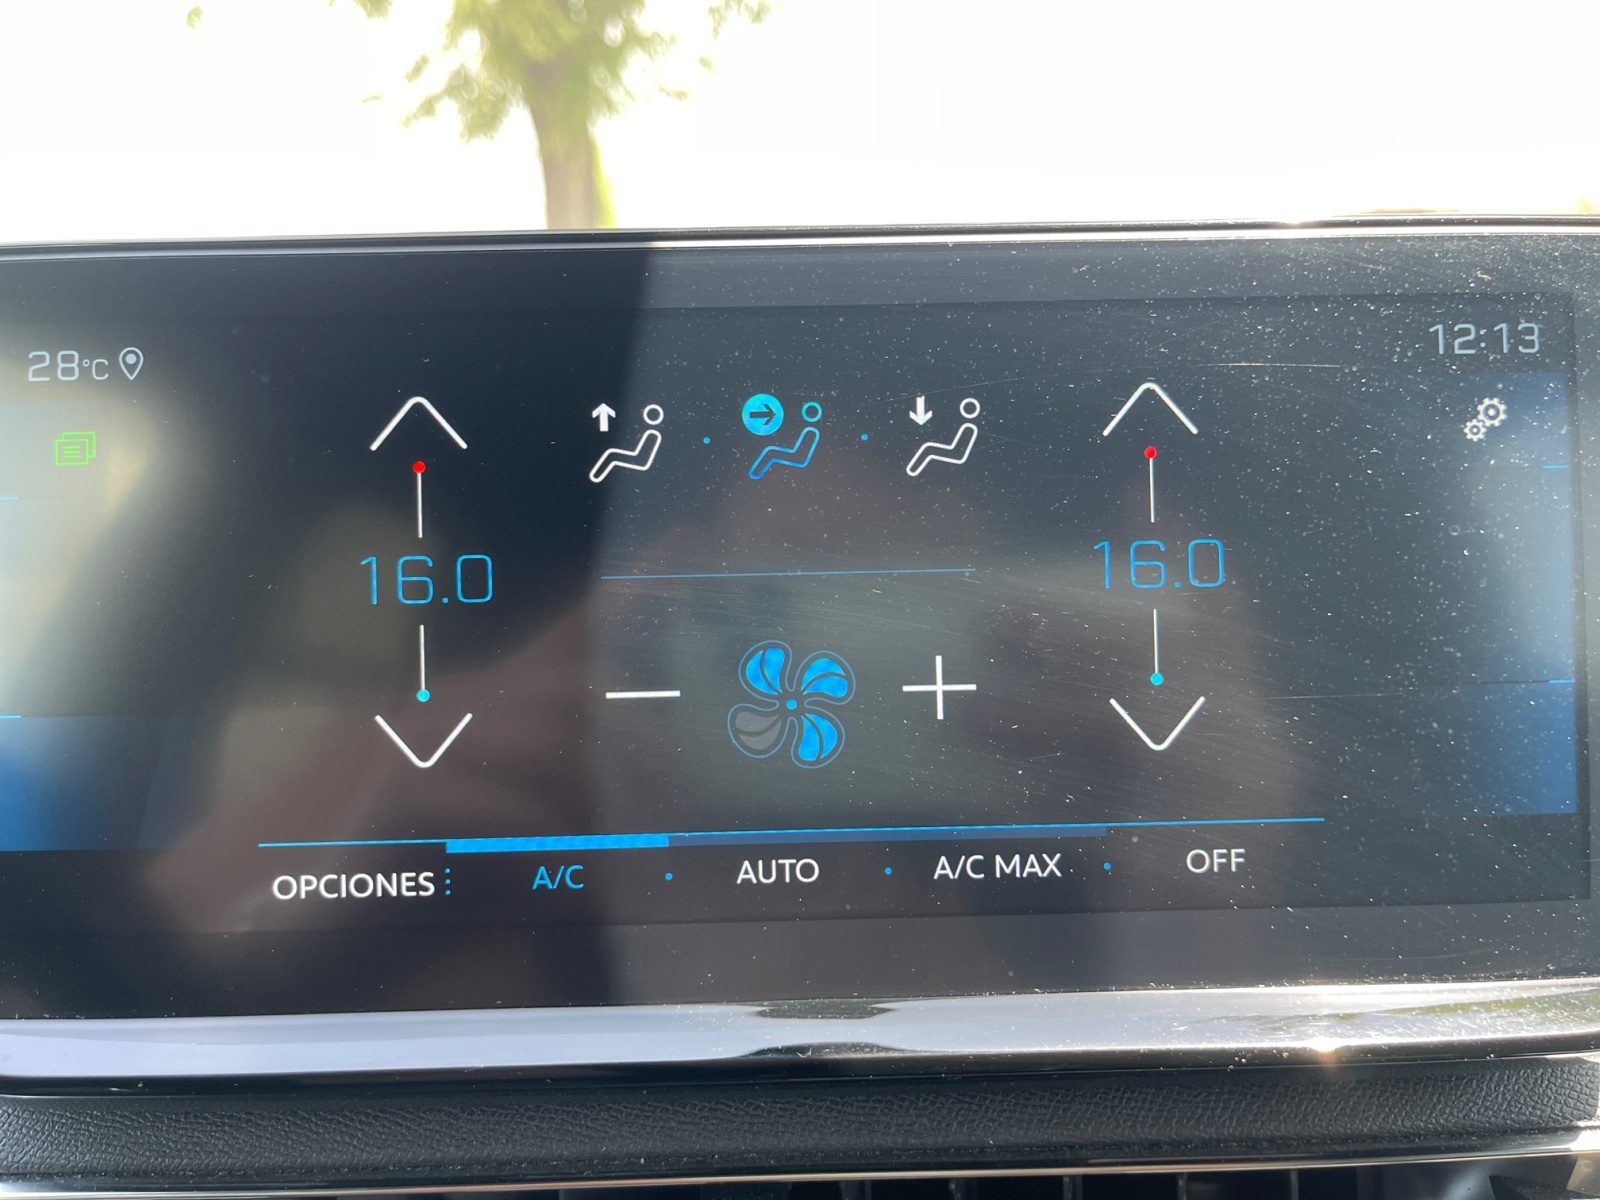 28°C
12:13
16.0
16.0
OPCIONES
A/C
AUTO
A/C MAX
OFF